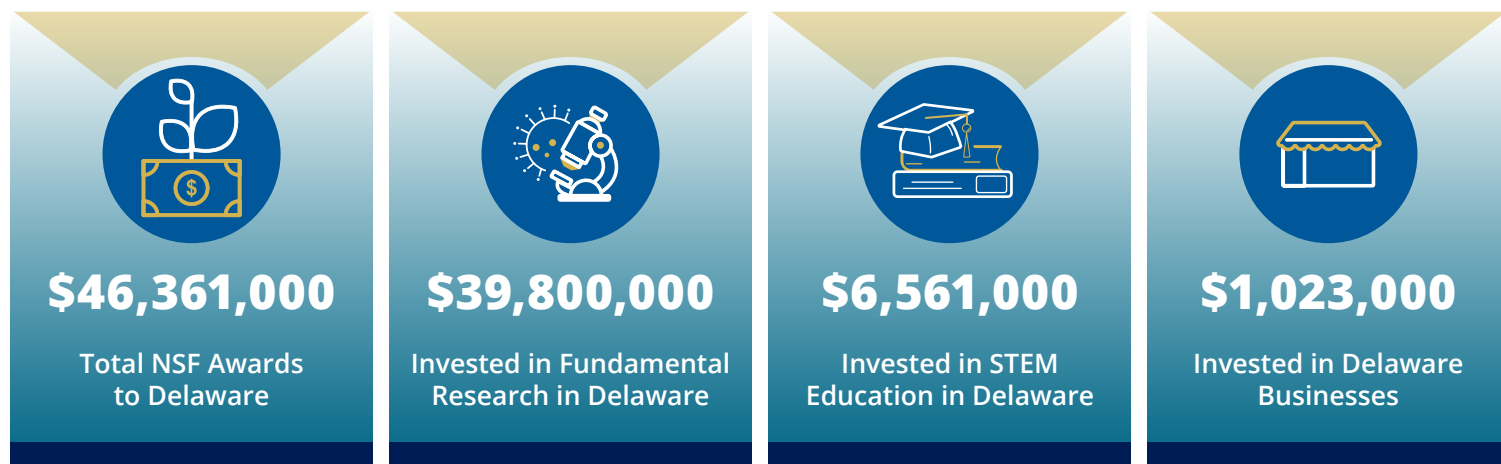 $
$46,361,000
Total NSF Awards
to Delaware
$39,800,000
Invested in Fundamental
Research in Delaware
$6,561,000
Invested in STEM
Education in Delaware
$1,023,000
Invested in Delaware
Businesses